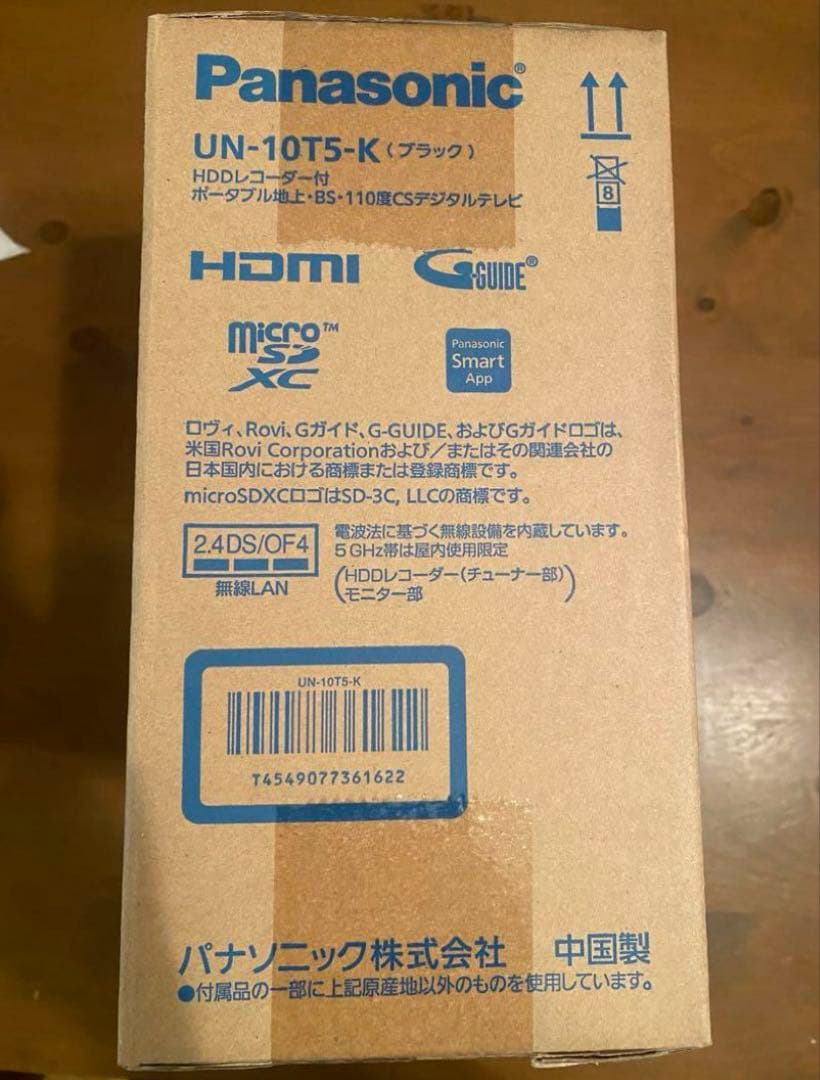 Panasonic®
UN-10T5-K(ブラック)
HDDレコーダー付
ポータブル地上・BS・110度CSデジタルテレビ
8
HDMI
G-GUIDE®
micro™
SD
XC
Panasonic
Smart
App
ロヴィ、Rovi、Gガイド、G-GUIDE、およびGガイドロゴは、
米国Rovi Corporationおよび/またはその関連会社の
日本国内における商標または登録商標です。
microSDXCロゴはSD-3C, LLCの商標です。
2.4DS/OF4
無線LAN
電波法に基づく無線設備を内蔵しています。
5GHz帯は屋内使用限定
(HDDレコーダー(チューナー部)
モニター部)
UN-10T5-K
T4549077361622
パナソニック株式会社 中国製
●付属品の一部に上記原産地以外のものを使用しています。